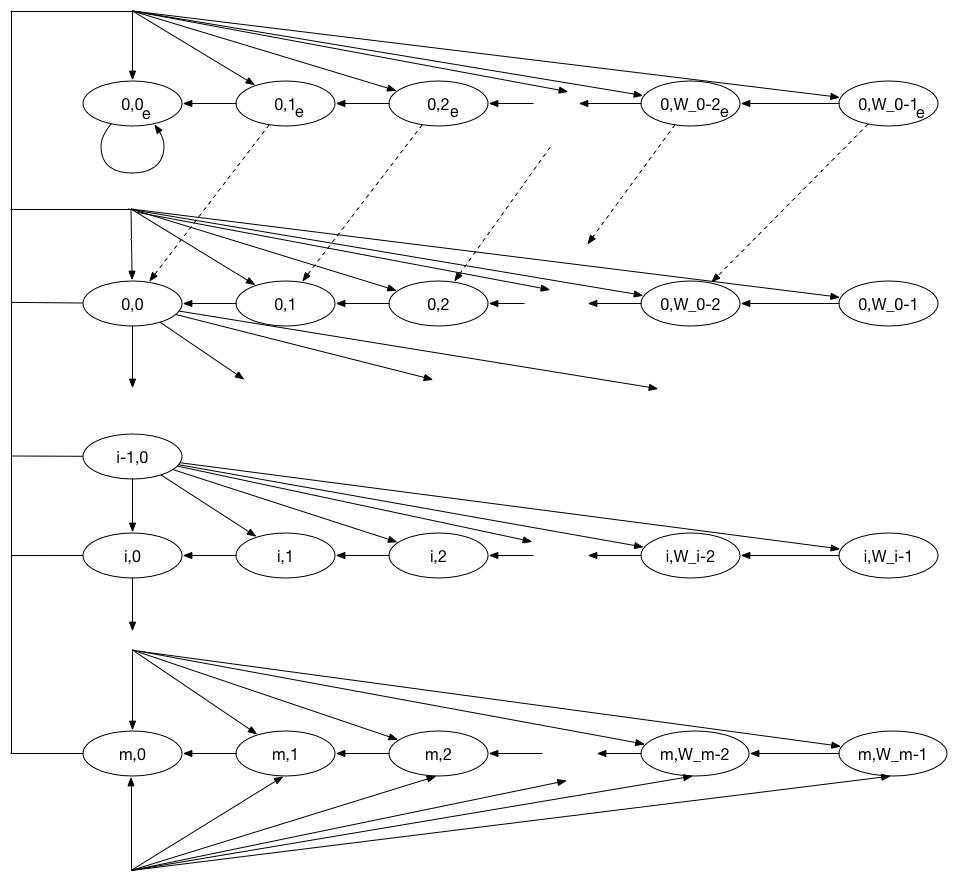 0,0e 0,1e 0,2e 0,W_0-2e 0,W_0-1e
0,0 0,1 0,2 0,W_0-2 0,W_0-1
i-1,0
i,0 i,1 i,2 i,W_i-2 i,W_i-1
m,0 m,1 m,2 m,W_m-2 m,W_m-1